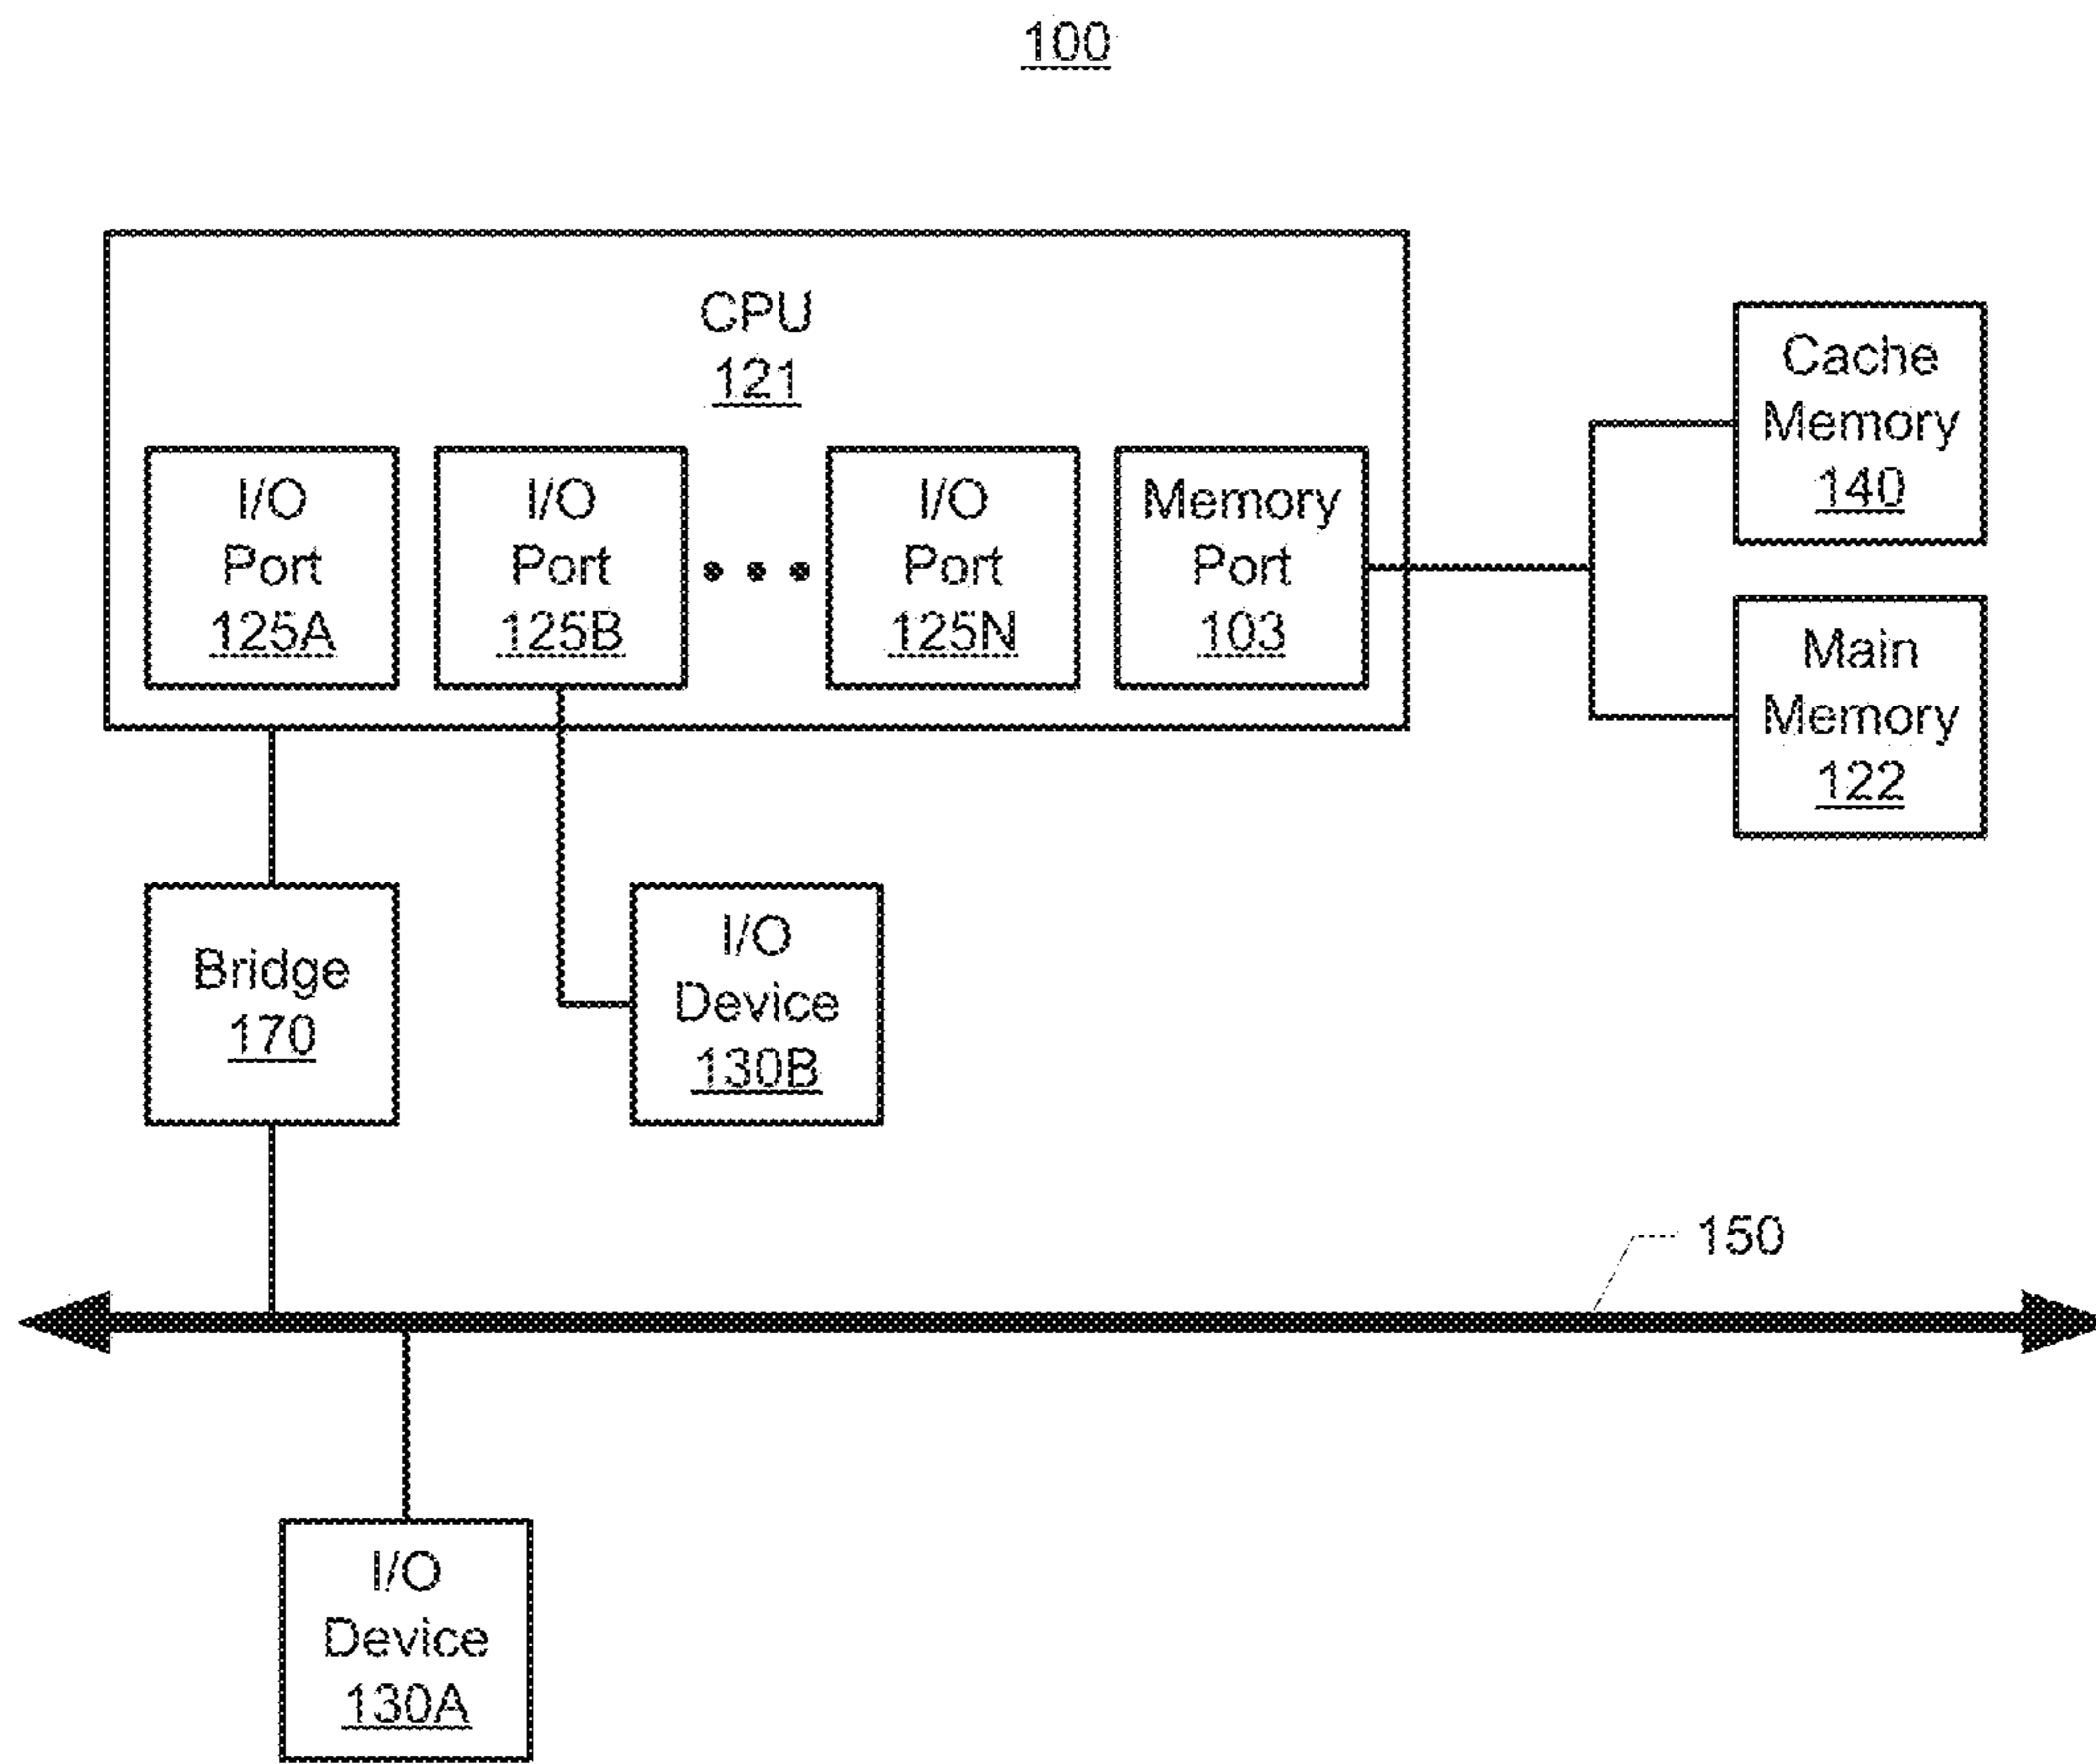 100
CPU
121
I/O
Port
125A
I/O
Port
125B
I/O
Port
125N
Memory
Port
103
Cache
Memory
140
Main
Memory
122
Bridge
170
I/O
Device
130B
150
I/O
Device
130A